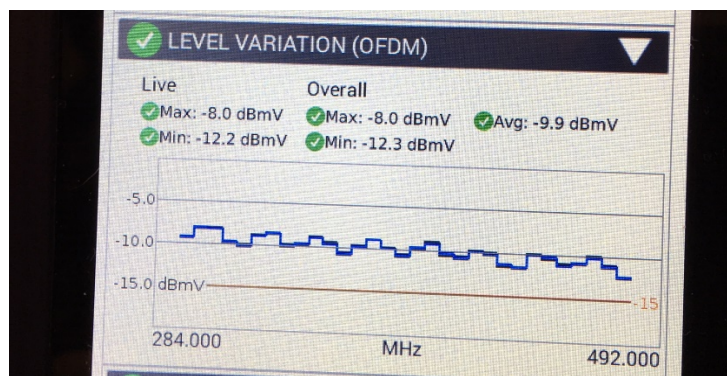 LEVEL VARIATION (OFDM)
Live Overall
Max: -8.0 dBmV Max: -8.0 dBmV Avg: -9.9 dBmV
Min: -12.2 dBmV Min: -12.3 dBmV
-5.0
-10.0
-15.0 dBmV -15
284.000 MHz 492.000